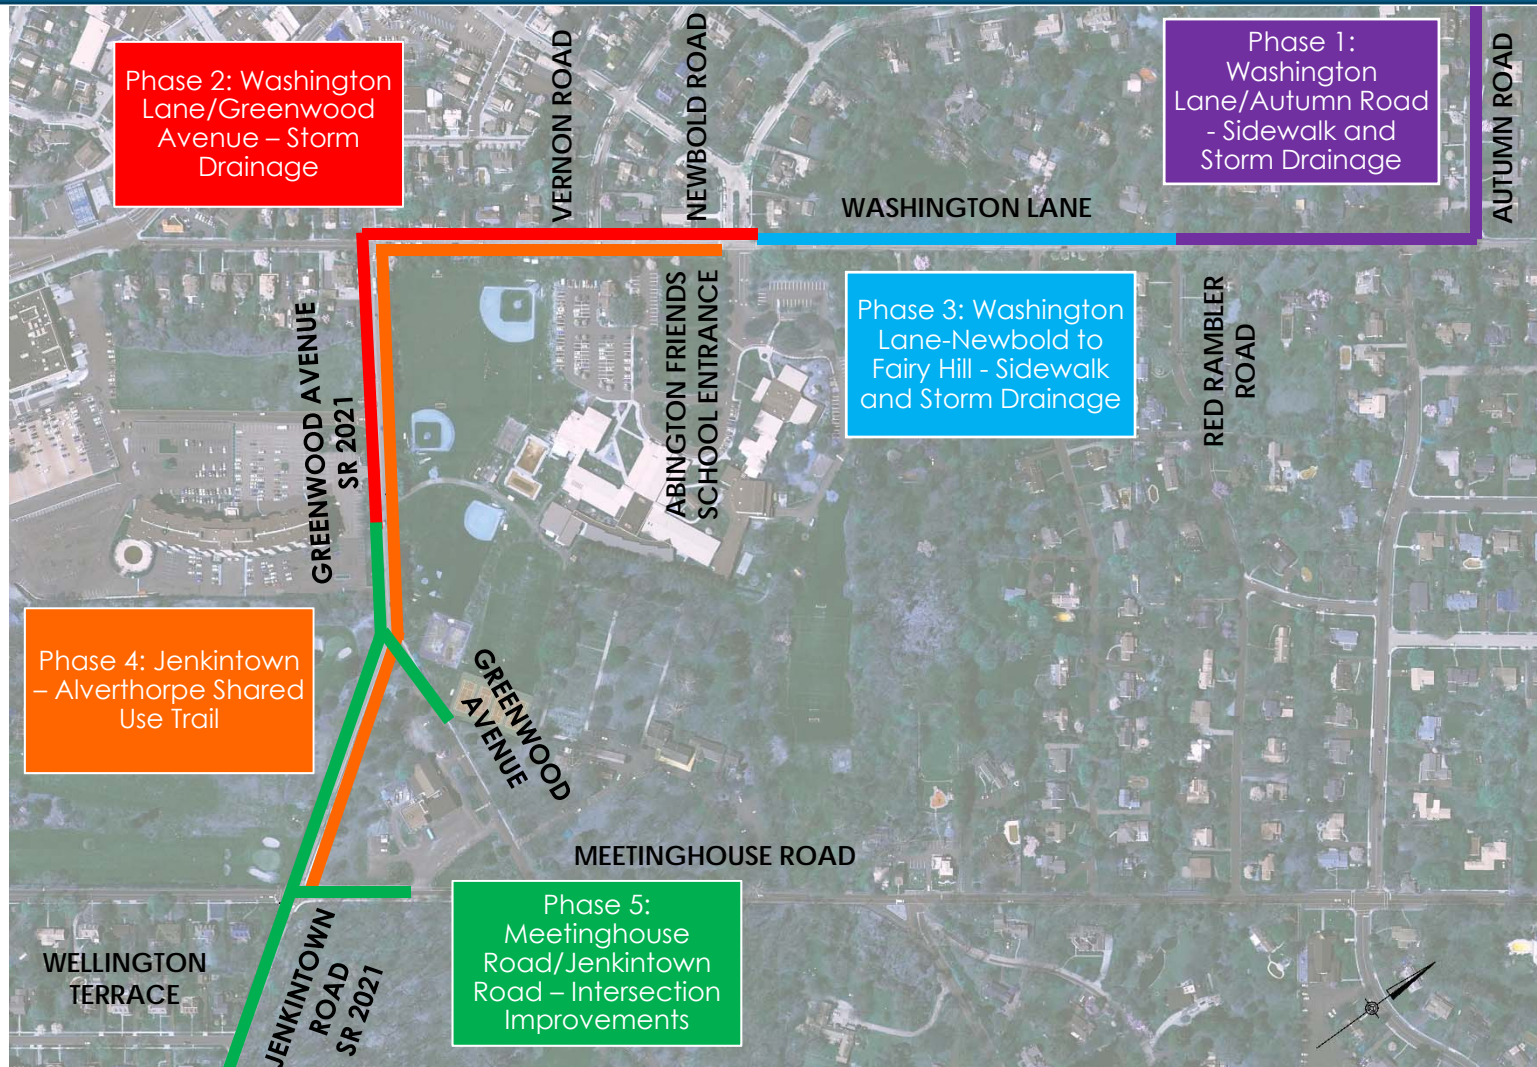 Phase 2: Washington
Lane/Greenwood
Avenue – Storm
Drainage
VERNON ROAD
NEWBOLD ROAD
Phase 1:
Washington
Lane/Autumn Road
- Sidewalk and
Storm Drainage
AUTUMN ROAD
WASHINGTON LANE
GREENWOOD AVENUE
SR 2021
ABINGTON FRIENDS
SCHOOL ENTRANCE
Phase 3: Washington
Lane-Newbold to
Fairy Hill - Sidewalk
and Storm Drainage
RED RAMBLER
ROAD
Phase 4: Jenkintown
– Alverthorpe Shared
Use Trail
GREENWOOD
AVENUE
MEETINGHOUSE ROAD
WELLINGTON
TERRACE
JENKINTOWN
ROAD
SR 2021
Phase 5:
Meetinghouse
Road/Jenkintown
Road – Intersection
Improvements